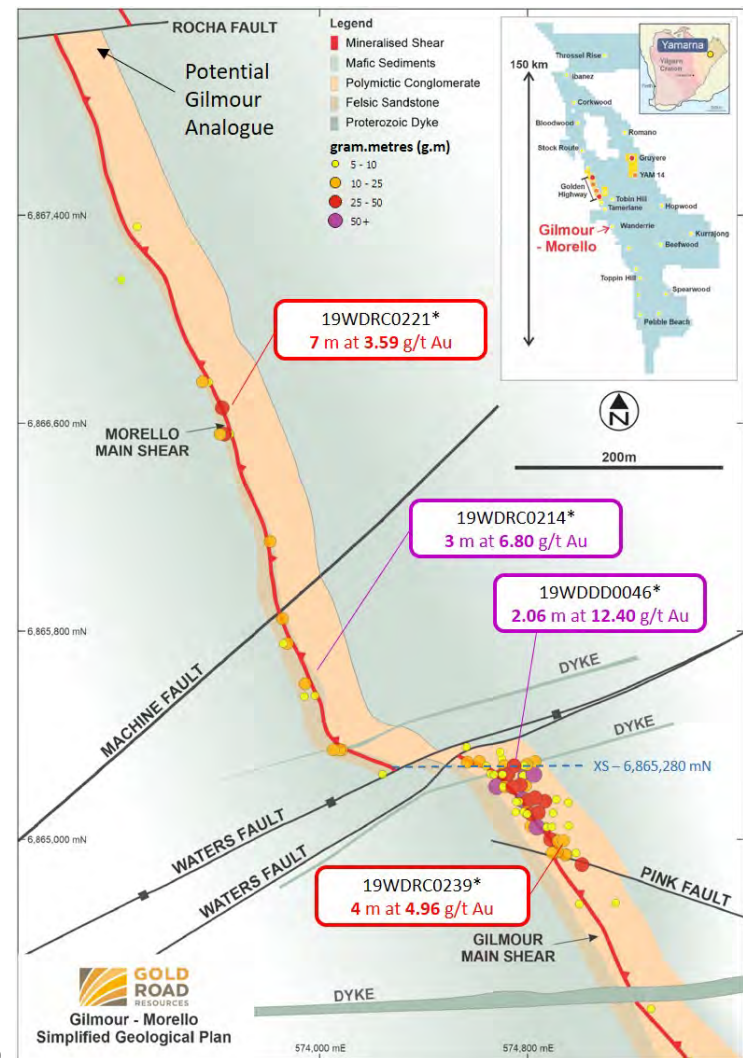 ROCHA FAULT
Potential
Gilmour
Analogue
Legend
Mineralised Shear
Mafic Sediments
Polymictic Conglomerate
Felsic Sandstone
Proterozoic Dyke
gram.metres (g.m)
5 - 10
10 - 25
25 - 50
50+
150 km
Throssel Rise
Ibanez
Corkwood
Bloodwood
Romano
Stock Route
Gruyere
YAM 14
Golden
Highway
Tobin Hill
Tamerlane
Hopwood
Wanderrie
Kurrajong
Gilmour
- Morello
Beefwood
Toppin Hill
Spearwood
Pebble Beach
Yamarna
Yilgarn
Craton
6,867,400 mN
19WDRC0221*
7 m at 3.59 g/t Au
6,866,600 mN
MORELLO
MAIN SHEAR
N
200m
19WDRC0214*
3 m at 6.80 g/t Au
19WDDD0046*
2.06 m at 12.40 g/t Au
6,865,800 mN
MACHINE FAULT
DYKE
DYKE
XS – 6,865,280 mN
WATERS FAULT
WATERS FAULT
6,865,000 mN
19WDRC0239*
4 m at 4.96 g/t Au
PINK FAULT
GILMOUR
MAIN SHEAR
GOLD
ROAD
RESOURCES
Gilmour - Morello
Simplified Geological Plan
DYKE
574,000 mE
574,800 mE